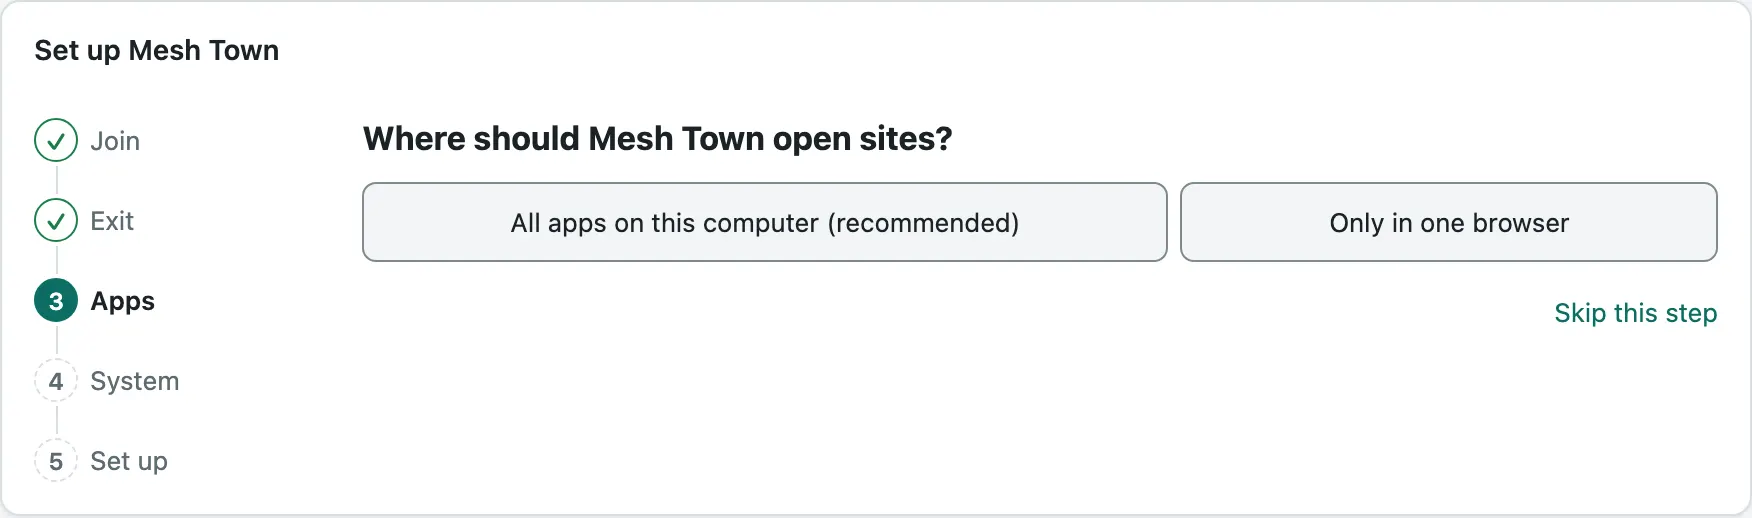 Set up Mesh Town
Join
Exit
3 Apps
4 System
5 Set up
Where should Mesh Town open sites?
All apps on this computer (recommended)
Only in one browser
Skip this step